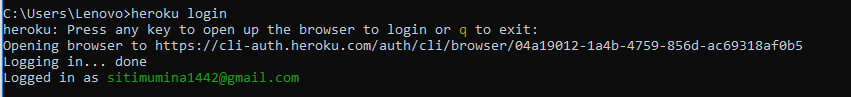 C:\Users\Lenovo>heroku login
heroku: Press any key to open up the browser to login or q to exit:
Opening browser to https://cli-auth.heroku.com/auth/cli/browser/04a19012-1a4b-4759-856d-ac69318af0b5
Logging in... done
Logged in as sitimumina1442@gmail.com